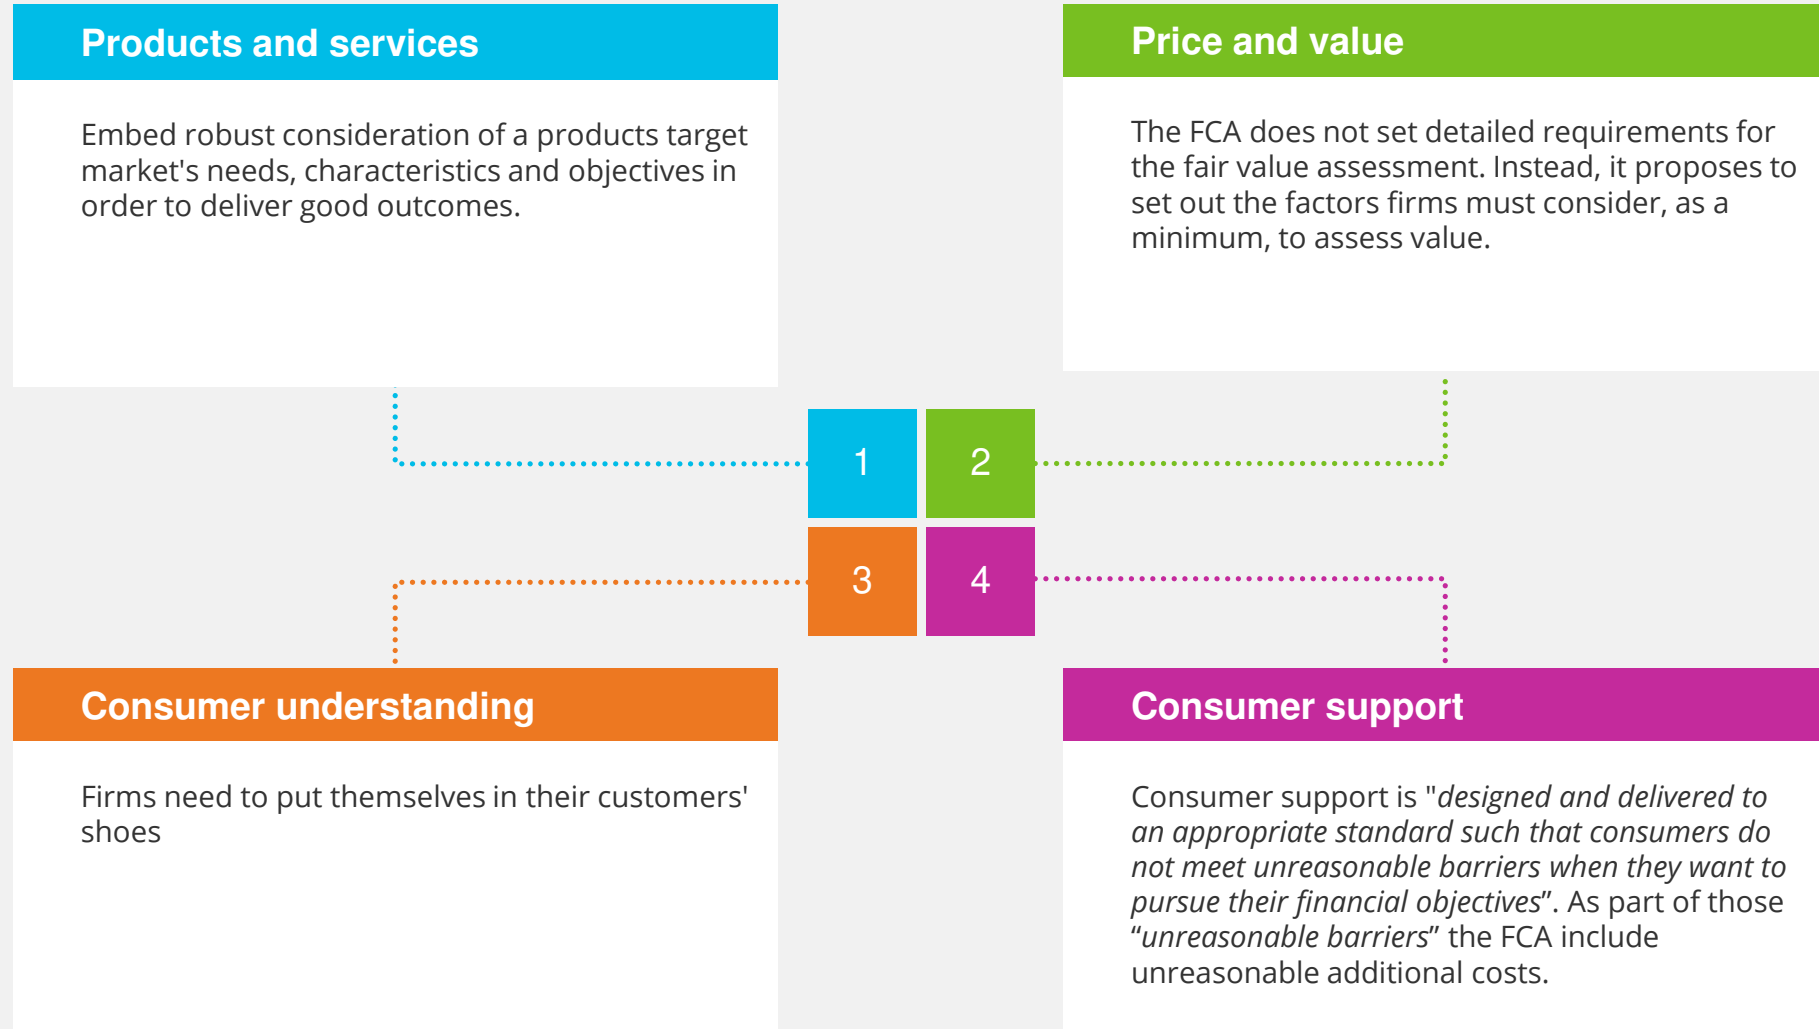 Products and services
Embed robust consideration of a products target
market's needs, characteristics and objectives in
order to deliver good outcomes.
Price and value
The FCA does not set detailed requirements for
the fair value assessment. Instead, it proposes to
set out the factors firms must consider, as a
minimum, to assess value.
1
2
3
4
Consumer understanding
Firms need to put themselves in their customers'
shoes
Consumer support
Consumer support is "designed and delivered to
an appropriate standard such that consumers do
not meet unreasonable barriers when they want to
pursue their financial objectives”. As part of those
“unreasonable barriers” the FCA include
unreasonable additional costs.